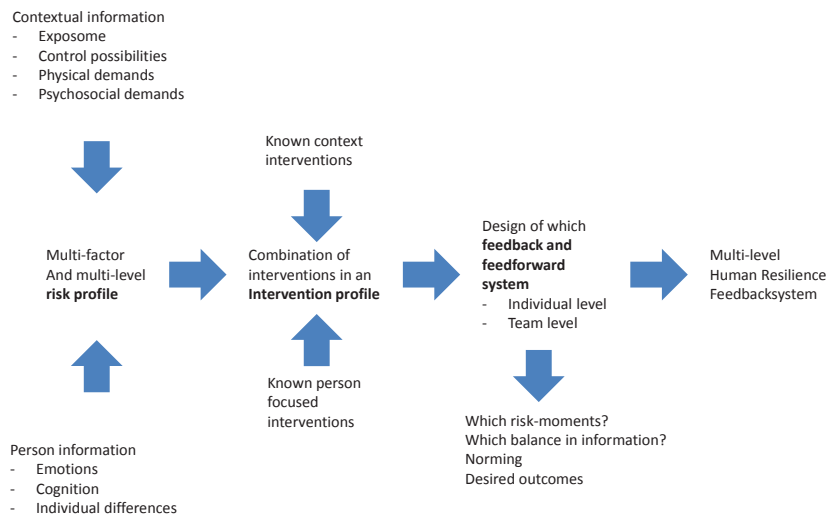 Contextual information
- Exposome
- Control possibilities
- Physical demands
- Psychosocial demands
Known context
interventions
Multi-factor
And multi-level
risk profile
Combination of
interventions in an
Intervention profile
Design of which
feedback and
feedforward
system
- Individual level
- Team level
Multi-level
Human Resilience
Feedbacksystem
Known person
focused
interventions
Which risk-moments?
Which balance in information?
Norming
Desired outcomes
Person information
- Emotions
- Cognition
- Individual differences